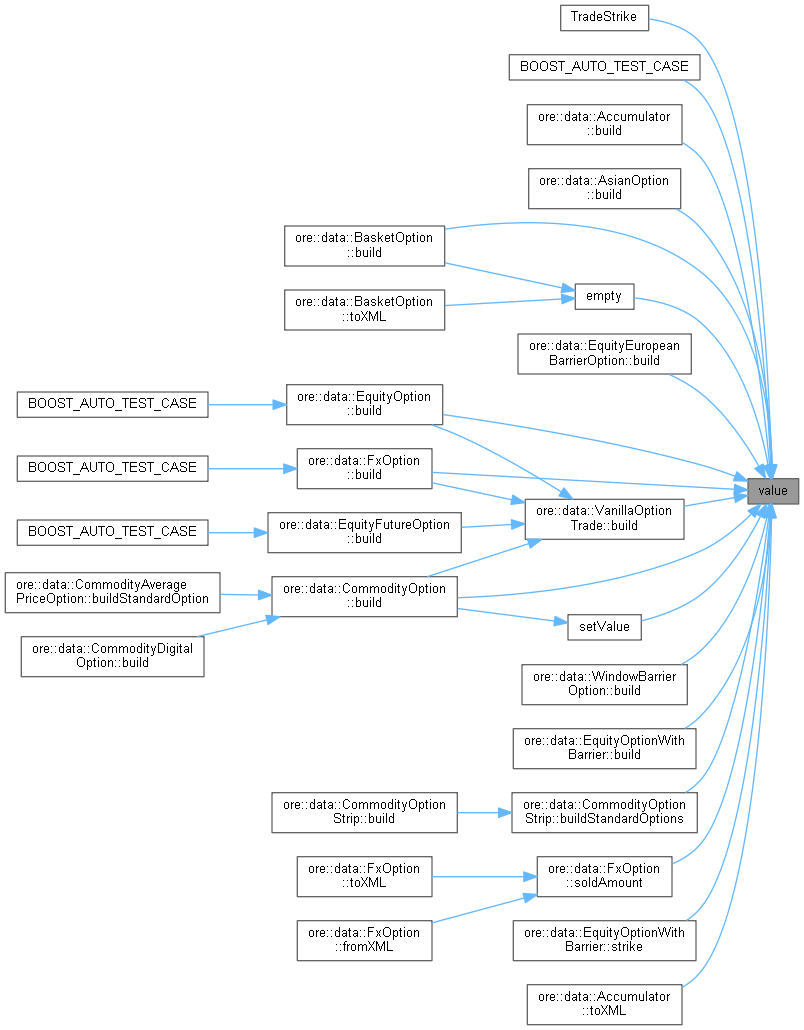 TradeStrike
BOOST_AUTO_TEST_CASE
ore::data::Accumulator
::build
ore::data::AsianOption
::build
ore::data::BasketOption
::build
empty
ore::data::BasketOption
::toXML
ore::data::EquityEuropean
BarrierOption::build
BOOST_AUTO_TEST_CASE
ore::data::EquityOption
::build
BOOST_AUTO_TEST_CASE
ore::data::FxOption
::build
value
ore::data::VanillaOption
Trade::build
BOOST_AUTO_TEST_CASE
ore::data::EquityFutureOption
::build
ore::data::CommodityAverage
PriceOption::buildStandardOption
ore::data::CommodityOption
::build
setValue
ore::data::CommodityDigital
Option::build
ore::data::WindowBarrier
Option::build
ore::data::EquityOptionWith
Barrier::build
ore::data::CommodityOption
Strip::build
ore::data::CommodityOption
Strip::buildStandardOptions
ore::data::FxOption
::toXML
ore::data::FxOption
::soldAmount
ore::data::FxOption
::fromXML
ore::data::EquityOptionWith
Barrier::strike
ore::data::Accumulator
::toXML